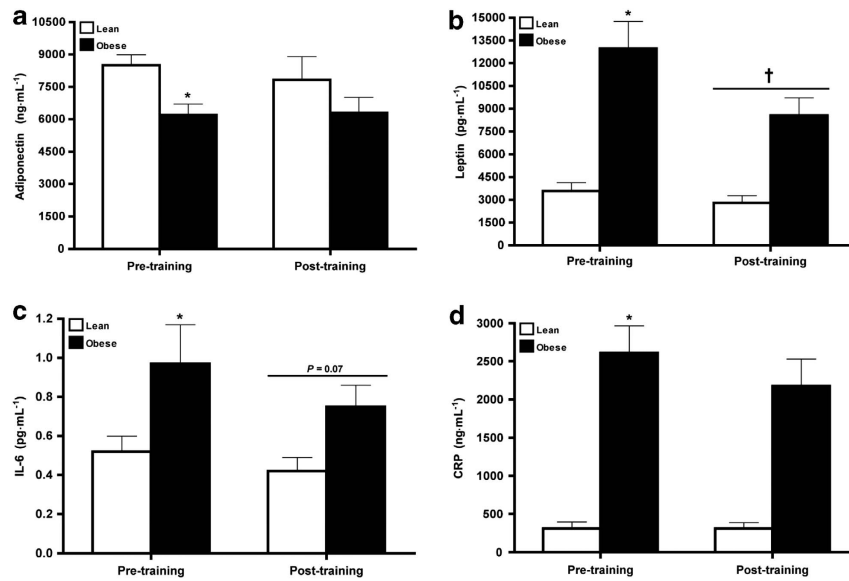 a
Lean
Obese
Adiponectin (ng·mL⁻¹)
10500
9000
7500
6000
4500
3000
1500
0
*
Pre-training
Post-training
b
Lean
Obese
Leptin (pg·mL⁻¹)
15000
13500
12000
10500
9000
7500
6000
4500
3000
1500
0
*
†
Pre-training
Post-training
c
Lean
Obese
IL-6 (pg·mL⁻¹)
1.2
1.0
0.8
0.6
0.4
0.2
0.0
*
P = 0.07
Pre-training
Post-training
d
Lean
Obese
CRP (ng·mL⁻¹)
3000
2500
2000
1500
1000
500
0
*
Pre-training
Post-training